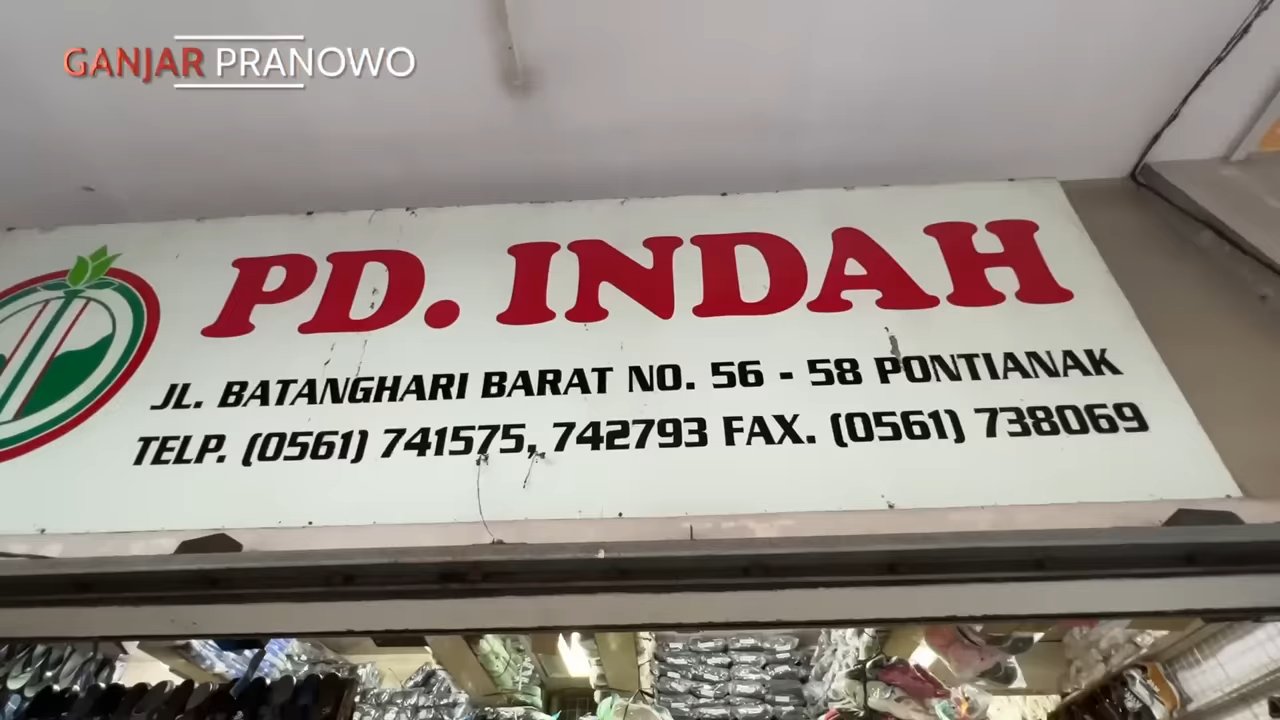 GANJAR PRANOWO
PD. INDAH
JL. BATANGHARI BARAT NO. 56 - 58 PONTIANAK
TELP. (0561) 741575, 742793 FAX. (0561) 738069